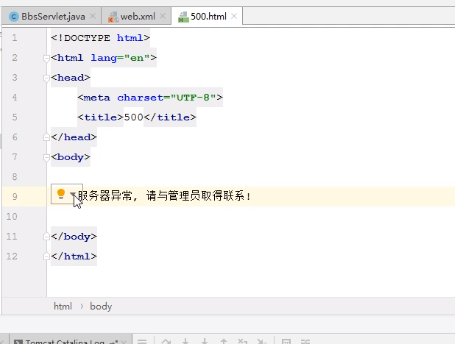 BbsServlet.java × web.xml × 500.html ×
1 <!DOCTYPE html>
2 <html lang="en">
3 <head>
4 <meta charset="UTF-8">
5 <title>500</title>
6 </head>
7 <body>
8
9 服务器异常，请与管理员取得联系！
10
11 </body>
12 </html>
html › body
Tomcat Catalina Log